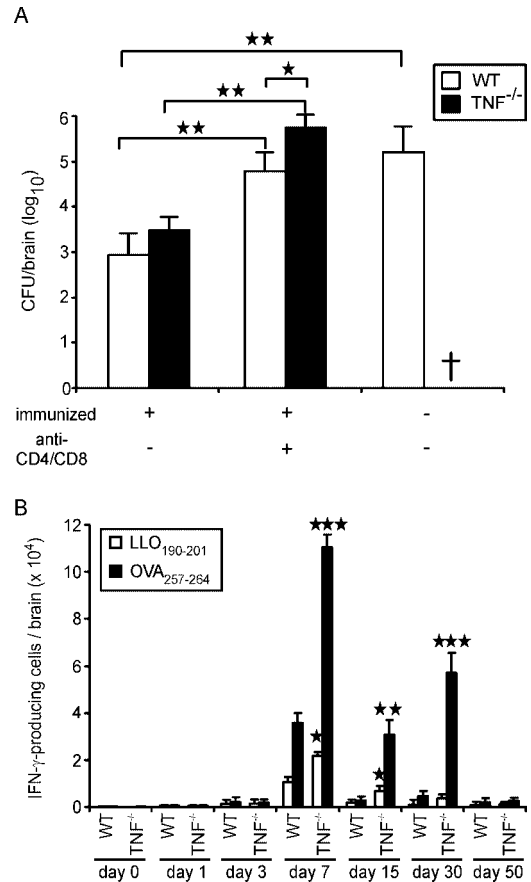 A
★★
★
★★
★★
WT
TNF-/-
CFU/brain (log10)
6
5
4
3
2
1
0
†
immunized + + -
anti-CD4/CD8 - + -
B
LLO190-201
OVA257-264
IFN-γ-producing cells / brain (x 10⁴)
12
10
8
6
4
2
0
★★★
★
★★
★
★★★
WT TNF-/- WT TNF-/- WT TNF-/- WT TNF-/- WT TNF-/- WT TNF-/- WT TNF-/-
day 0 day 1 day 3 day 7 day 15 day 30 day 50